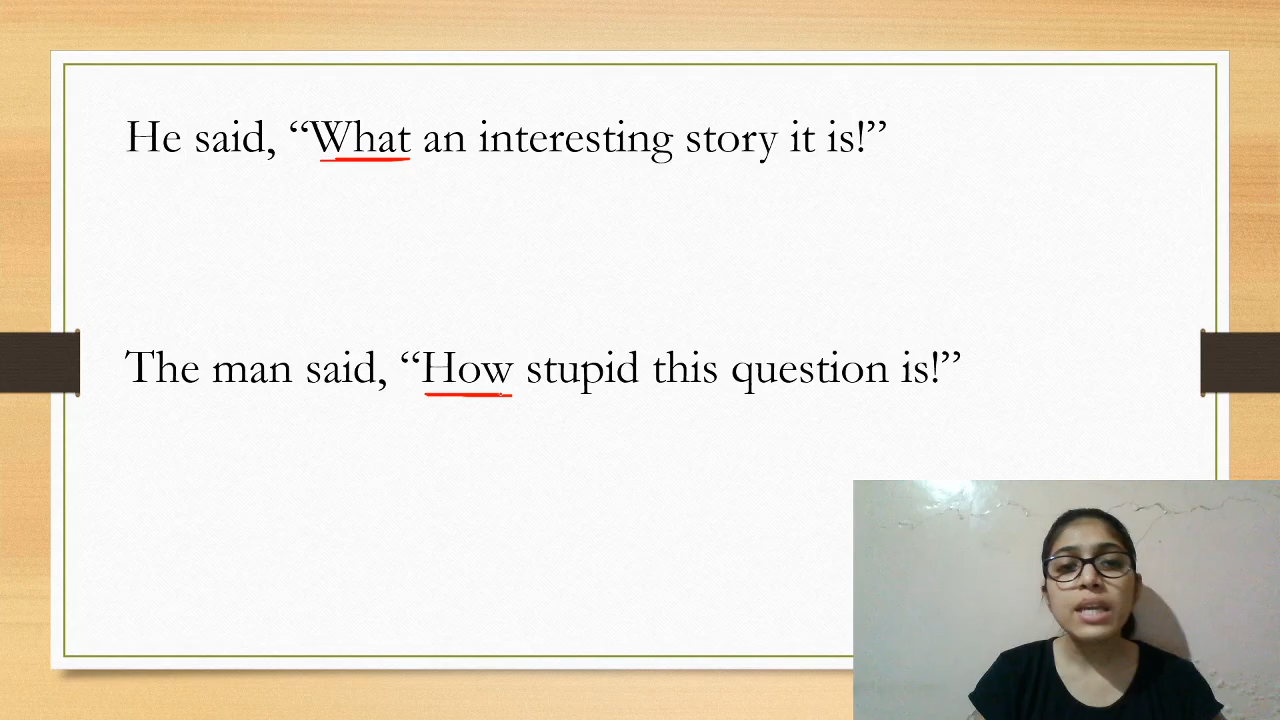 He said, “What an interesting story it is!”
The man said, “How stupid this question is!”